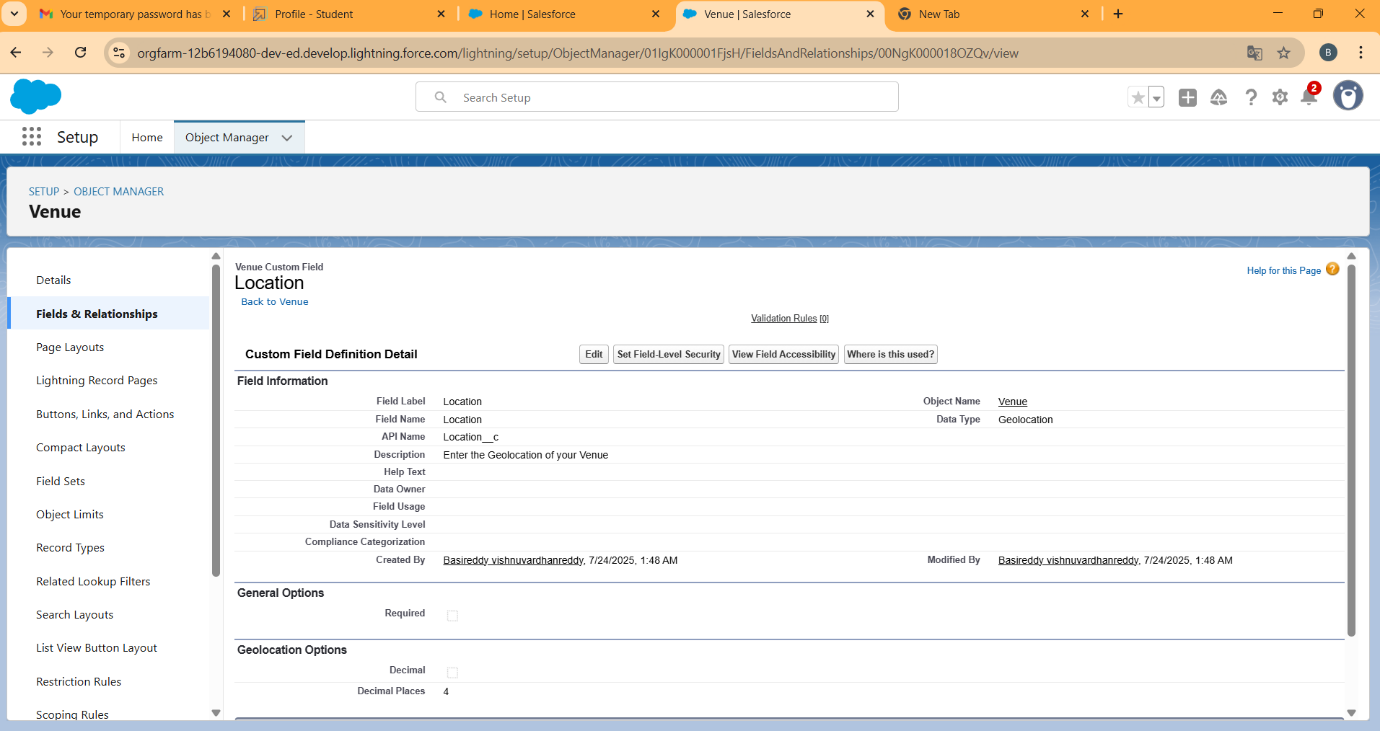 Your temporary password has b
Profile - Student
Home | Salesforce
Venue | Salesforce
New Tab
orgfarm-12b6194080-dev-ed.develop.lightning.force.com/lightning/setup/ObjectManager/01IgK000001FjsH/FieldsAndRelationships/00NgK000018OZQv/view
B
Search Setup
2
Setup
Home
Object Manager
SETUP > OBJECT MANAGER
Venue
Details
Fields & Relationships
Page Layouts
Lightning Record Pages
Buttons, Links, and Actions
Compact Layouts
Field Sets
Object Limits
Record Types
Related Lookup Filters
Search Layouts
List View Button Layout
Restriction Rules
Scoping Rules
Venue Custom Field
Location
Back to Venue
Help for this Page
Validation Rules [0]
Custom Field Definition Detail
Edit
Set Field-Level Security
View Field Accessibility
Where is this used?
Field Information
Field Label Location Object Name Venue
Field Name Location Data Type Geolocation
API Name Location__c
Description Enter the Geolocation of your Venue
Help Text
Data Owner
Field Usage
Data Sensitivity Level
Compliance Categorization
Created By Basireddy vishnuvardhanreddy, 7/24/2025, 1:48 AM Modified By Basireddy vishnuvardhanreddy, 7/24/2025, 1:48 AM
General Options
Required
Geolocation Options
Decimal
Decimal Places 4